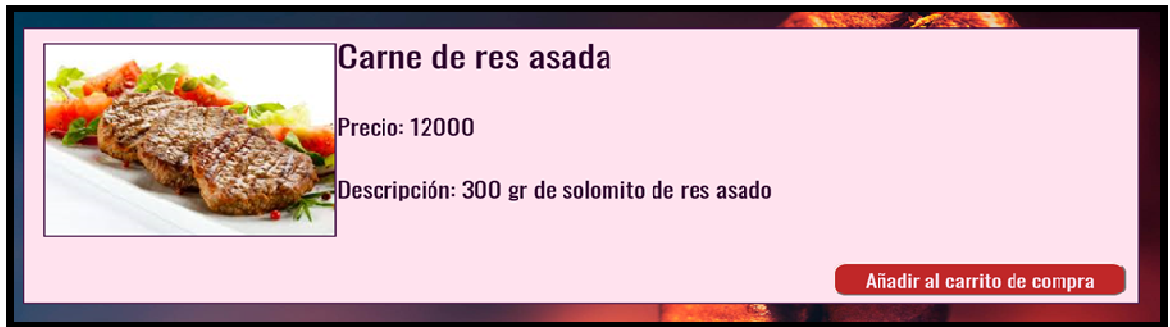 Carne de res asada
Precio: 12000
Descripción: 300 gr de solomito de res asado
Añadir al carrito de compra